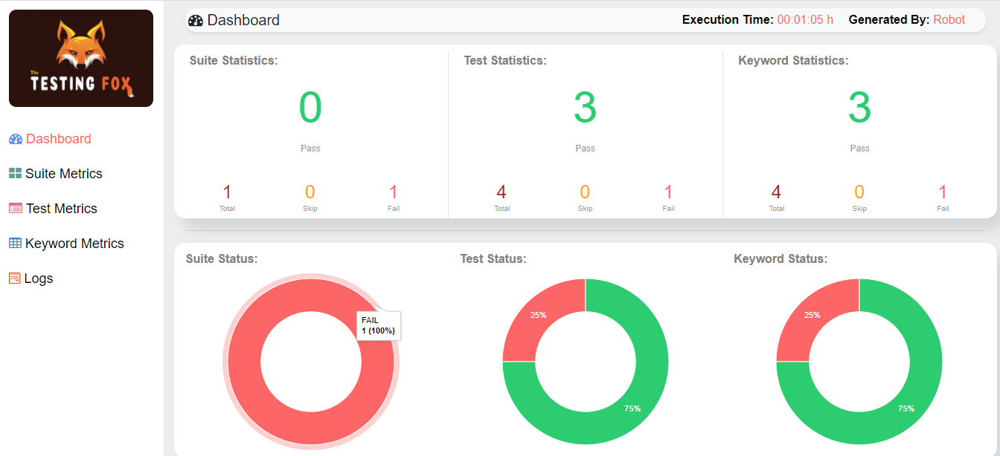 The
TESTING FOX
Dashboard
Suite Metrics
Test Metrics
Keyword Metrics
Logs
Dashboard
Execution Time: 00:01:05 h Generated By: Robot
Suite Statistics:
0
Pass
1 0 1
Total Skip Fail
Test Statistics:
3
Pass
4 0 1
Total Skip Fail
Keyword Statistics:
3
Pass
4 0 1
Total Skip Fail
Suite Status:
FAIL
1 (100%)
Test Status:
25%
75%
Keyword Status:
25%
75%